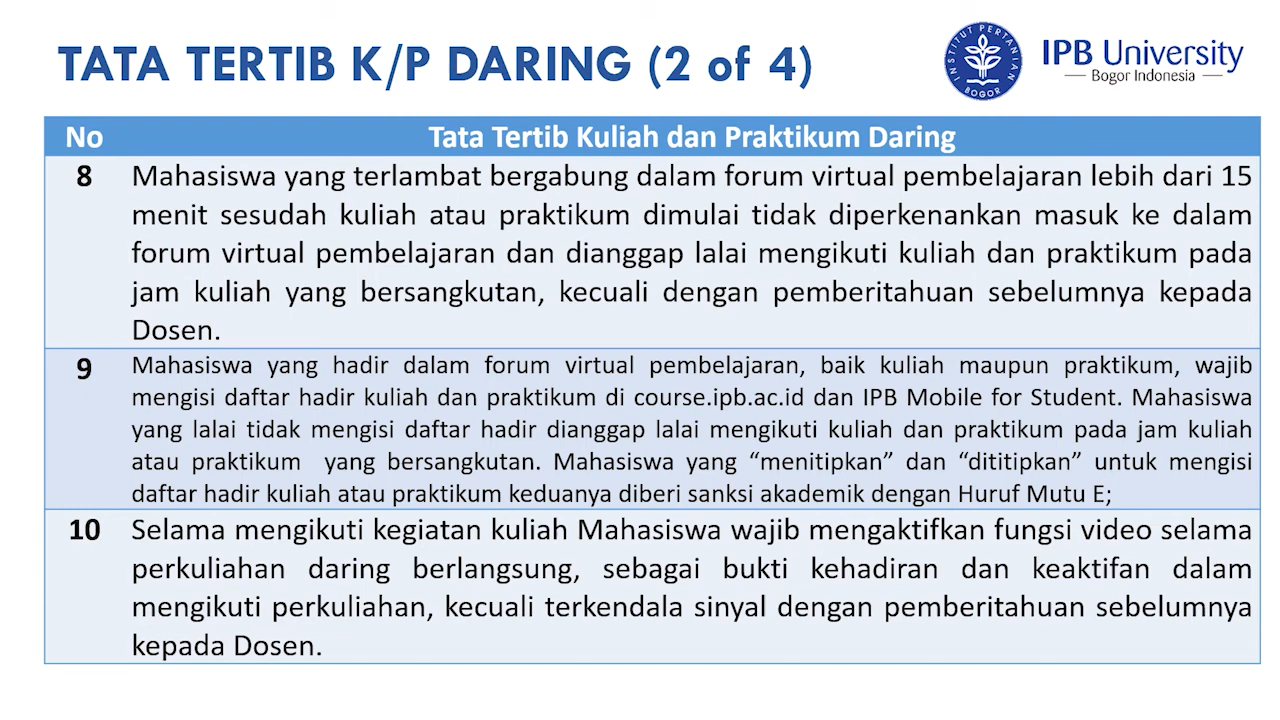 TATA TERTIB K/P DARING (2 of 4)
INSTITUT PERTANIAN
BOGOR
IPB University
Bogor Indonesia
No Tata Tertib Kuliah dan Praktikum Daring
8 Mahasiswa yang terlambat bergabung dalam forum virtual pembelajaran lebih dari 15
menit sesudah kuliah atau praktikum dimulai tidak diperkenankan masuk ke dalam
forum virtual pembelajaran dan dianggap lalai mengikuti kuliah dan praktikum pada
jam kuliah yang bersangkutan, kecuali dengan pemberitahuan sebelumnya kepada
Dosen.
9 Mahasiswa yang hadir dalam forum virtual pembelajaran, baik kuliah maupun praktikum, wajib
mengisi daftar hadir kuliah dan praktikum di course.ipb.ac.id dan IPB Mobile for Student. Mahasiswa
yang lalai tidak mengisi daftar hadir dianggap lalai mengikuti kuliah dan praktikum pada jam kuliah
atau praktikum yang bersangkutan. Mahasiswa yang “menitipkan” dan “dititipkan” untuk mengisi
daftar hadir kuliah atau praktikum keduanya diberi sanksi akademik dengan Huruf Mutu E;
10 Selama mengikuti kegiatan kuliah Mahasiswa wajib mengaktifkan fungsi video selama
perkuliahan daring berlangsung, sebagai bukti kehadiran dan keaktifan dalam
mengikuti perkuliahan, kecuali terkendala sinyal dengan pemberitahuan sebelumnya
kepada Dosen.